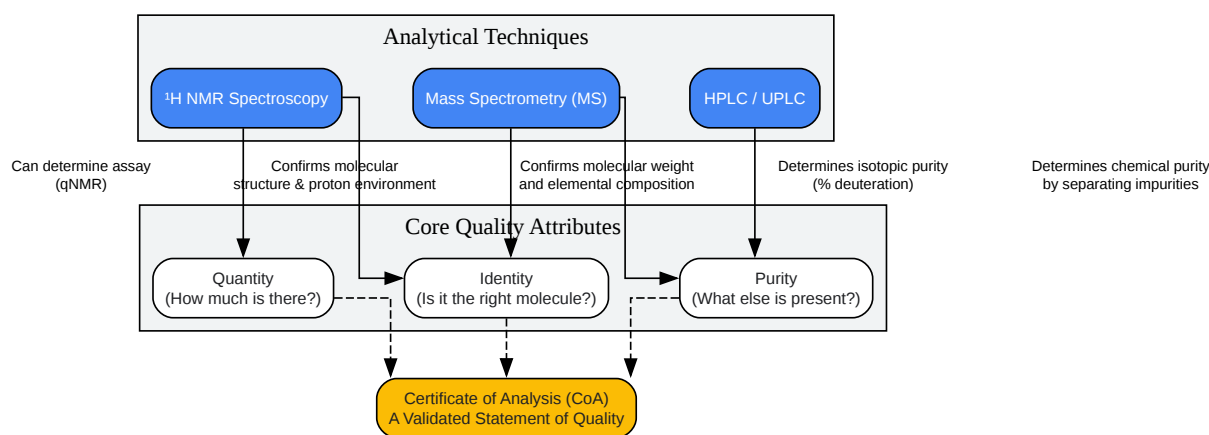 Analytical Techniques
¹H NMR Spectroscopy
Mass Spectrometry (MS)
HPLC / UPLC
Can determine assay
(qNMR)
Confirms molecular
structure & proton environment
Confirms molecular weight
and elemental composition
Determines isotopic purity
(% deuteration)
Determines chemical purity
by separating impurities
Core Quality Attributes
Quantity
(How much is there?)
Identity
(Is it the right molecule?)
Purity
(What else is present?)
Certificate of Analysis (CoA)
A Validated Statement of Quality